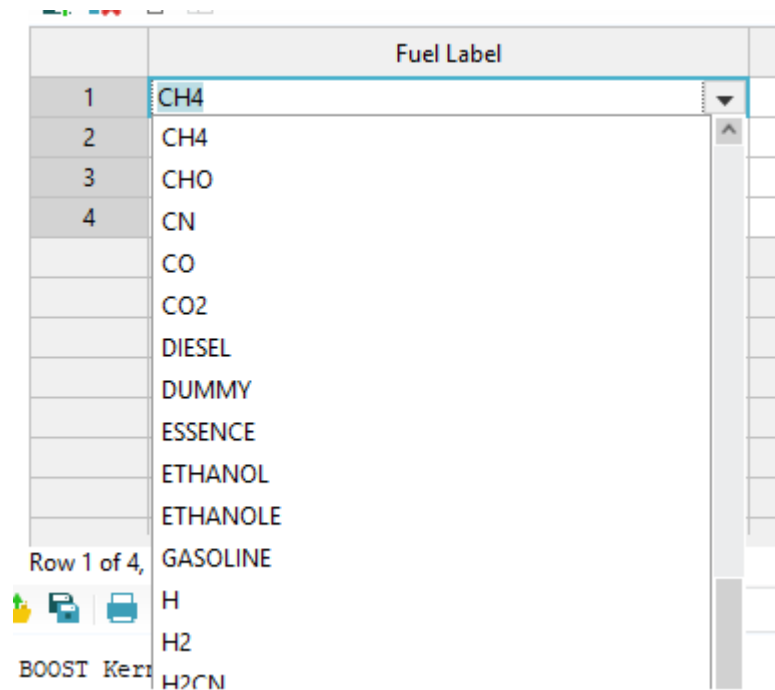 Fuel Label
1 CH4
2 CH4
3 CHO
4 CN
CO
CO2
DIESEL
DUMMY
ESSENCE
ETHANOL
ETHANOLE
Row 1 of 4, GASOLINE
H
H2
BOOST H2CN